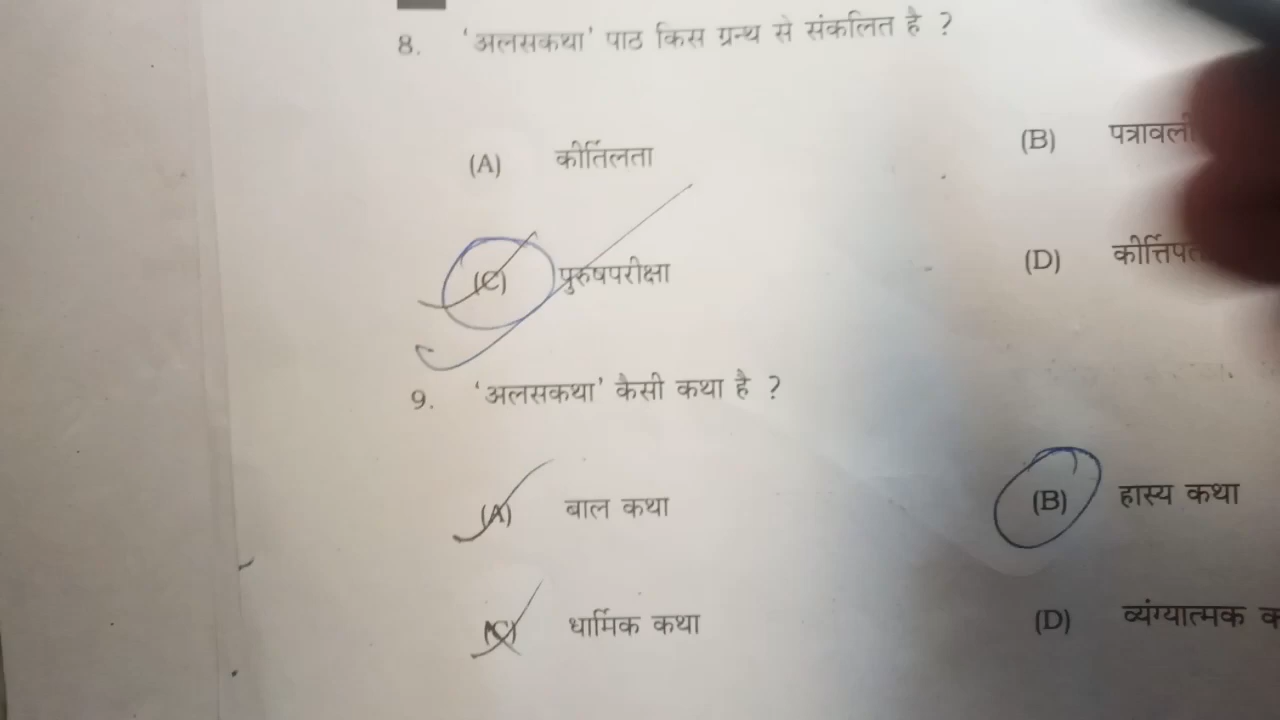 8. 'अलसकथा' पाठ किस ग्रन्थ से संकलित है ?
(A) कीर्तिलता (B) पत्रावली
(C) पुरुषपरीक्षा (D)
9. 'अलसकथा' कैसी कथा है ?
(A) बाल कथा (B) हास्य कथा
(C) धार्मिक कथा (D) व्यंग्यात्मक